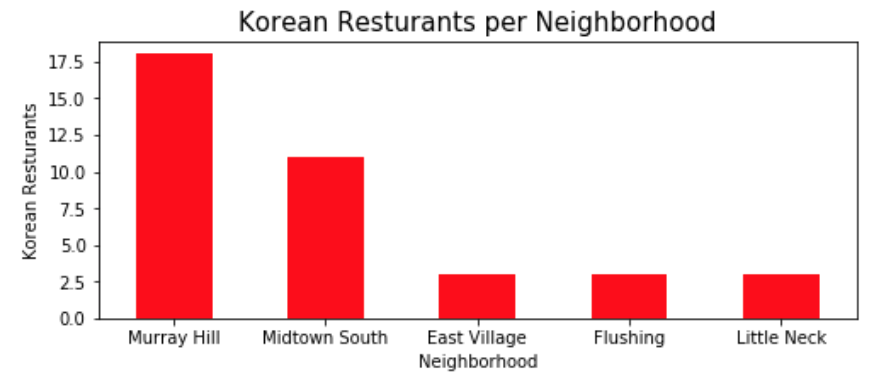 Korean Resturants per Neighborhood
Korean Resturants
17.5
15.0
12.5
10.0
7.5
5.0
2.5
0.0
Murray Hill Midtown South East Village Flushing Little Neck
Neighborhood